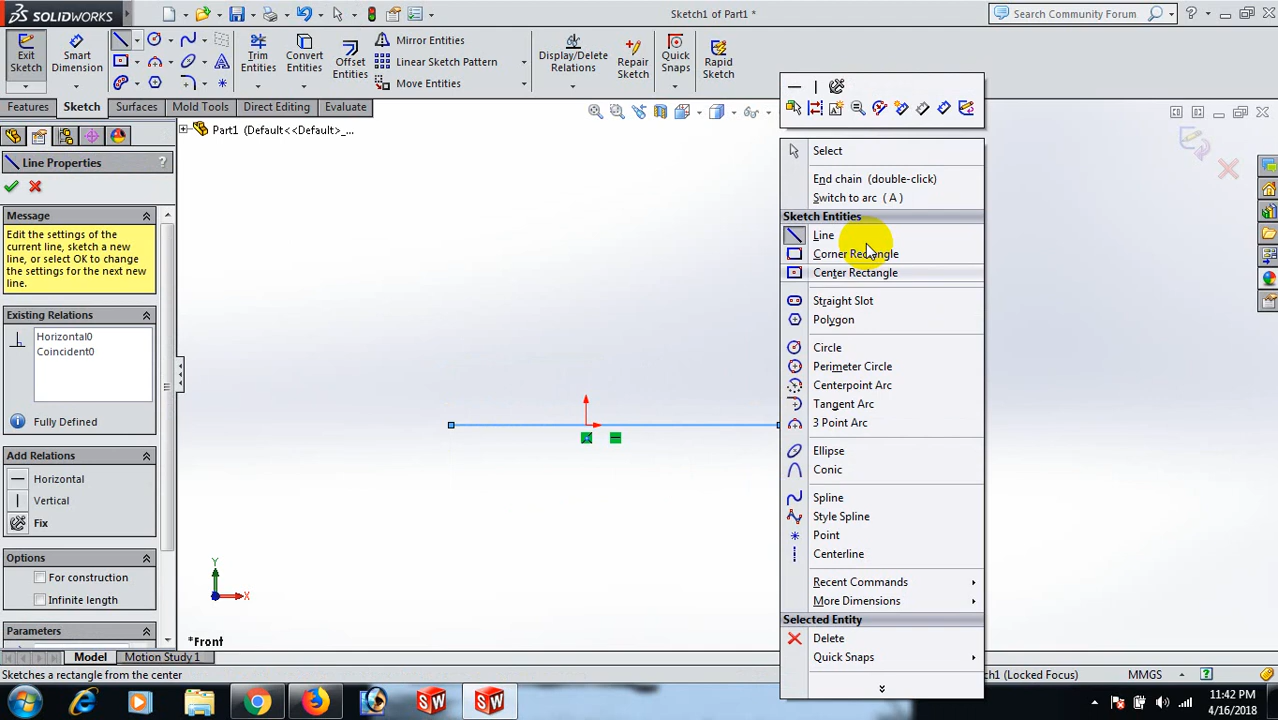 SOLIDWORKS
Sketch1 of Part1 *
Search Community Forum
Exit Sketch
Smart Dimension
Trim Entities
Convert Entities
Offset Entities
Mirror Entities
Linear Sketch Pattern
Move Entities
Display/Delete Relations
Repair Sketch
Quick Snaps
Rapid Sketch
Features
Sketch
Surfaces
Mold Tools
Direct Editing
Evaluate
Part1 (Default<<Default>_...
Line Properties
?
Message
Edit the settings of the
current line, sketch a new
line, or select OK to change
the settings for the next new
line.
Existing Relations
Horizontal0
Coincident0
Fully Defined
Add Relations
Horizontal
Vertical
Fix
Options
For construction
Infinite length
Parameters
Select
End chain (double-click)
Switch to arc ( A )
Sketch Entities
Line
Corner Rectangle
Center Rectangle
Straight Slot
Polygon
Circle
Perimeter Circle
Centerpoint Arc
Tangent Arc
3 Point Arc
Ellipse
Conic
Spline
Style Spline
Point
Centerline
Recent Commands
More Dimensions
Selected Entity
Delete
Quick Snaps
Y
X
*Front
Model
Motion Study 1
Sketches a rectangle from the center
ch1 (Locked Focus)
MMGS
11:42 PM
4/16/2018